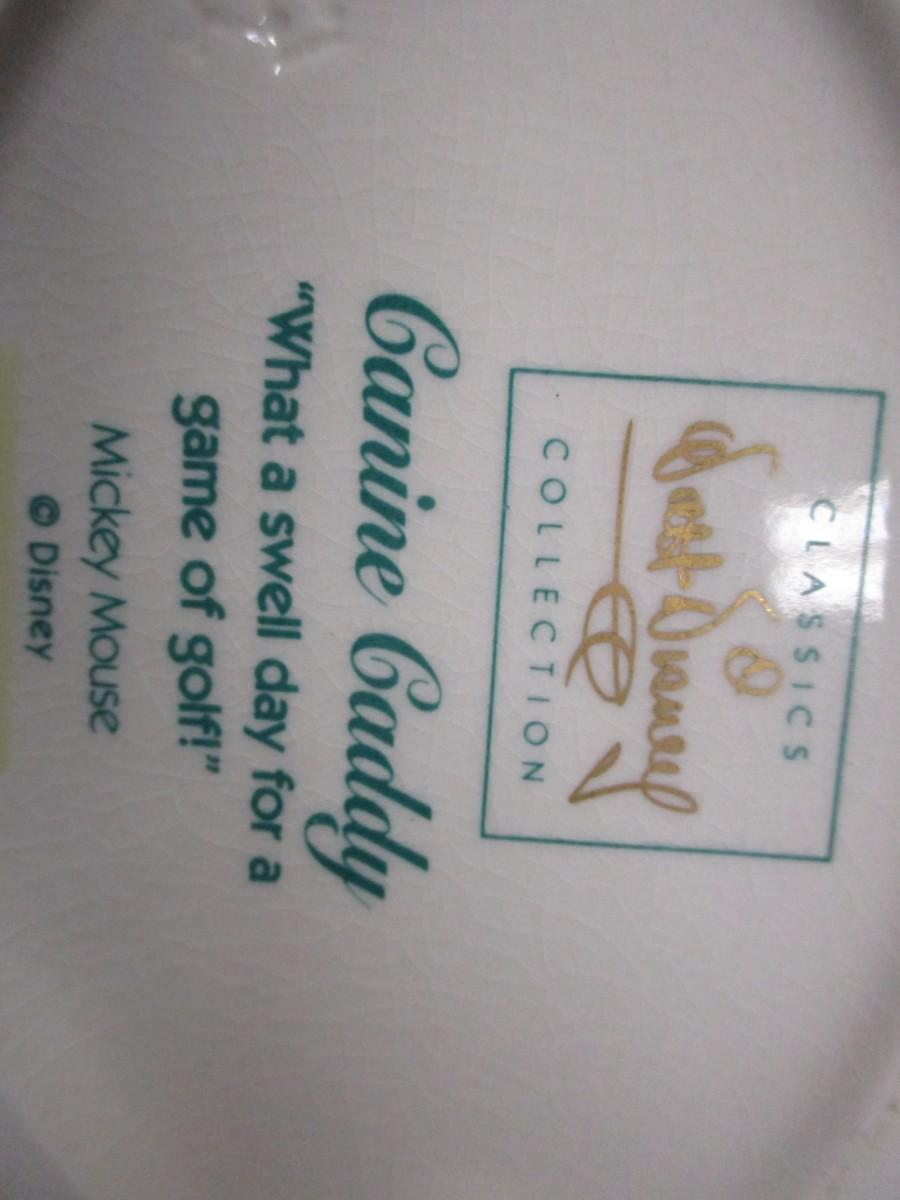 CLASSICS
Walt Disney
COLLECTION
Canine Caddy
“What a swell day for a
game of golf!”
Mickey Mouse
© Disney